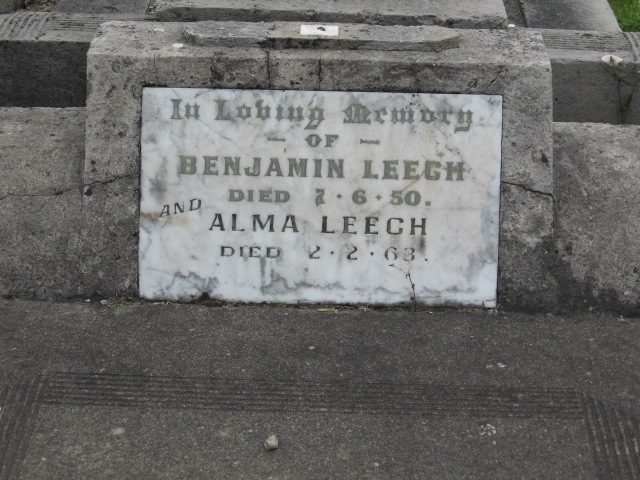 In Loving Memory
— OF —
BENJAMIN LEECH
DIED 7·6·50.
AND ALMA LEECH
DIED 2·2·63.